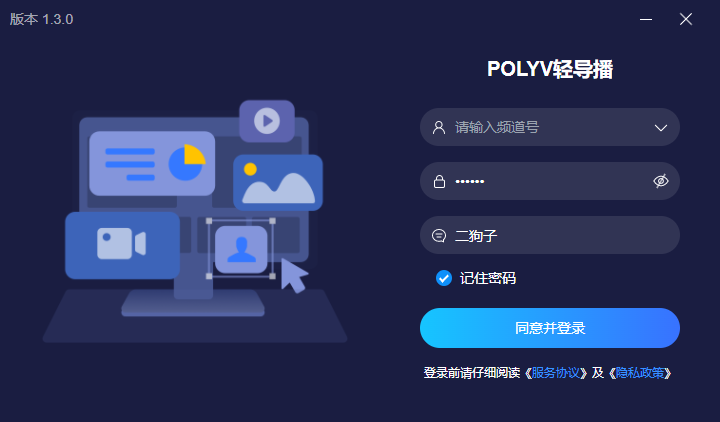 版本 1.3.0
POLYV轻导播
请输入频道号
••••••
二狗子
记住密码
同意并登录
登录前请仔细阅读《服务协议》及《隐私政策》